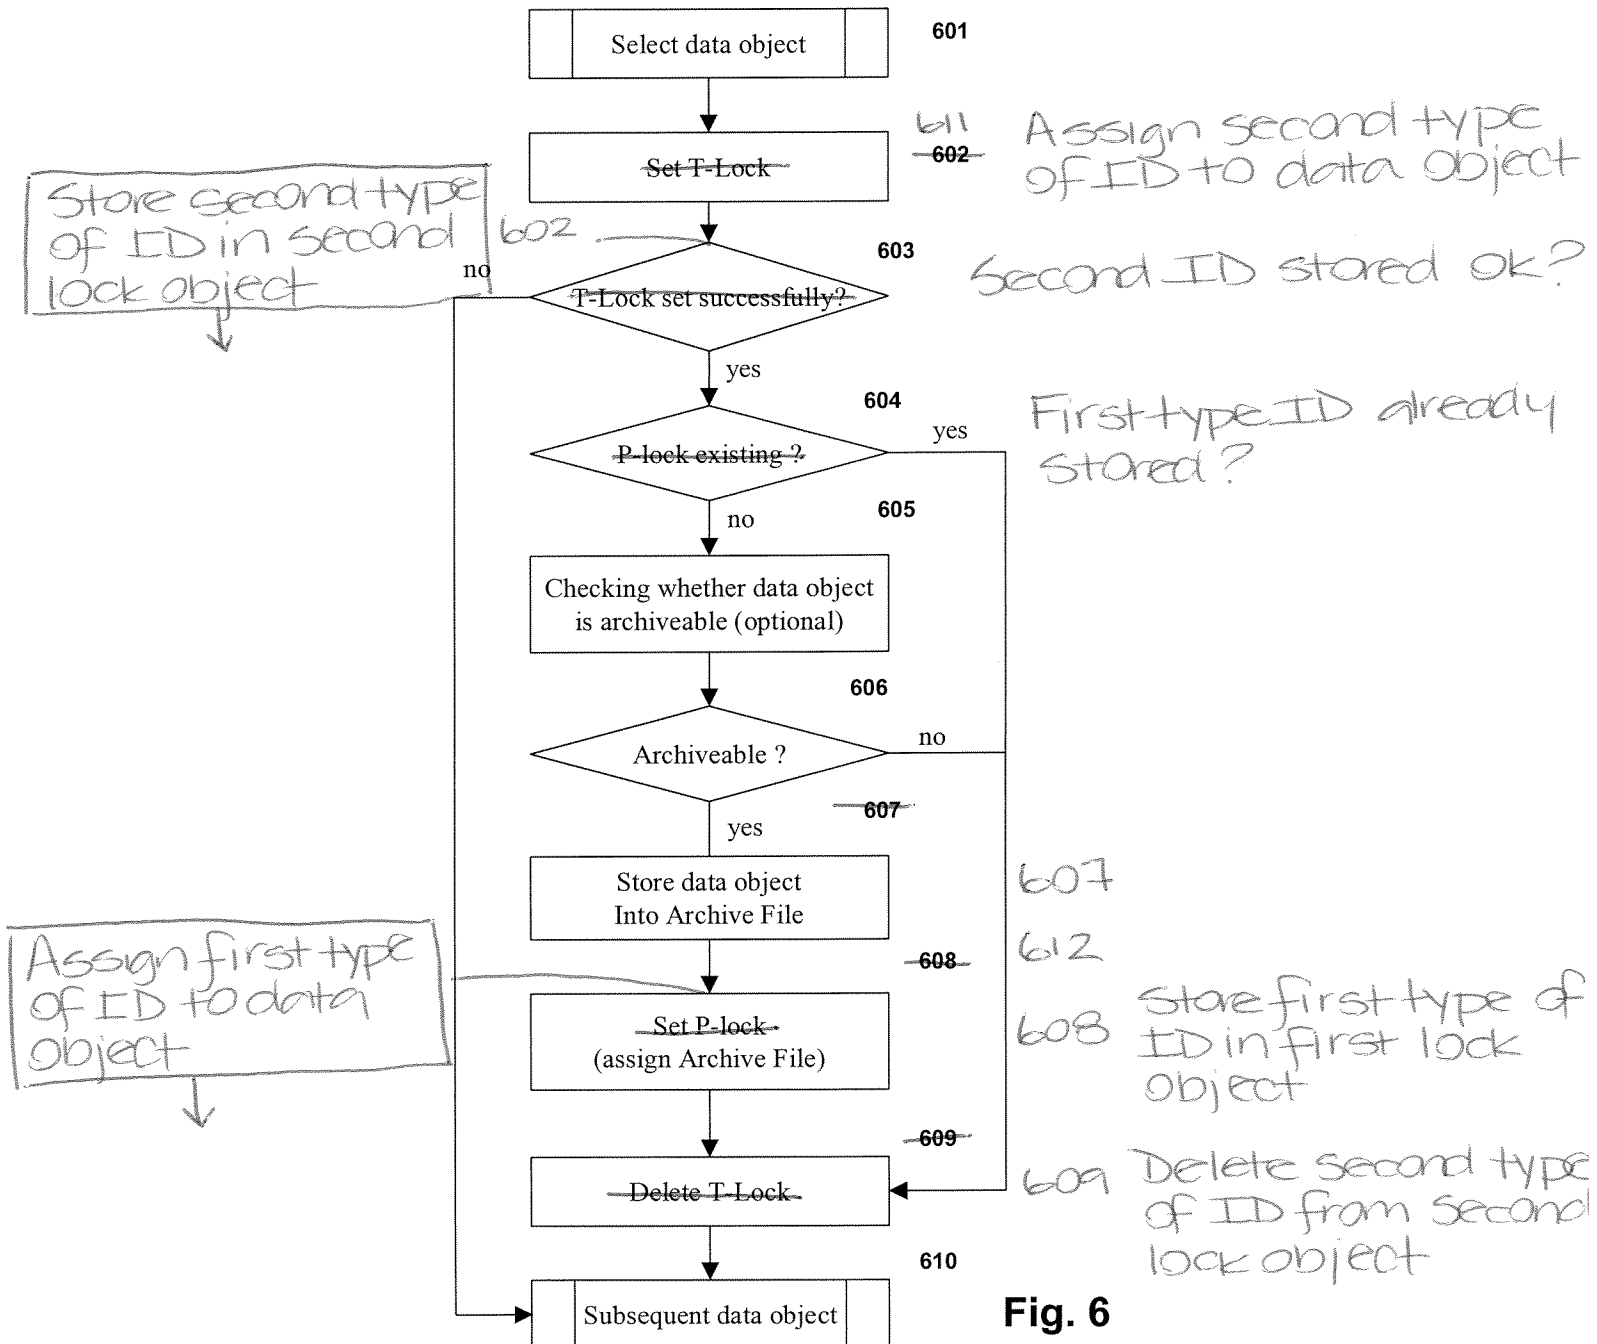 Select data object
601
611
602
Set T-Lock
Assign second type
of ID to data object
Store second type
of ID in second
lock object
602
no
603
T-Lock set successfully?
Second ID stored ok?
yes
604
P-lock existing ?
yes
First type ID already
stored?
no
605
Checking whether data object
is archiveable (optional)
606
Archiveable ?
no
607
yes
Store data object
Into Archive File
607
612
608
Assign first type
of ID to data
object
Set P-lock
(assign Archive File)
608
Store first type of
ID in first lock
object
609
Delete T-Lock
609
Delete second type
of ID from second
lock object
610
Subsequent data object
Fig. 6